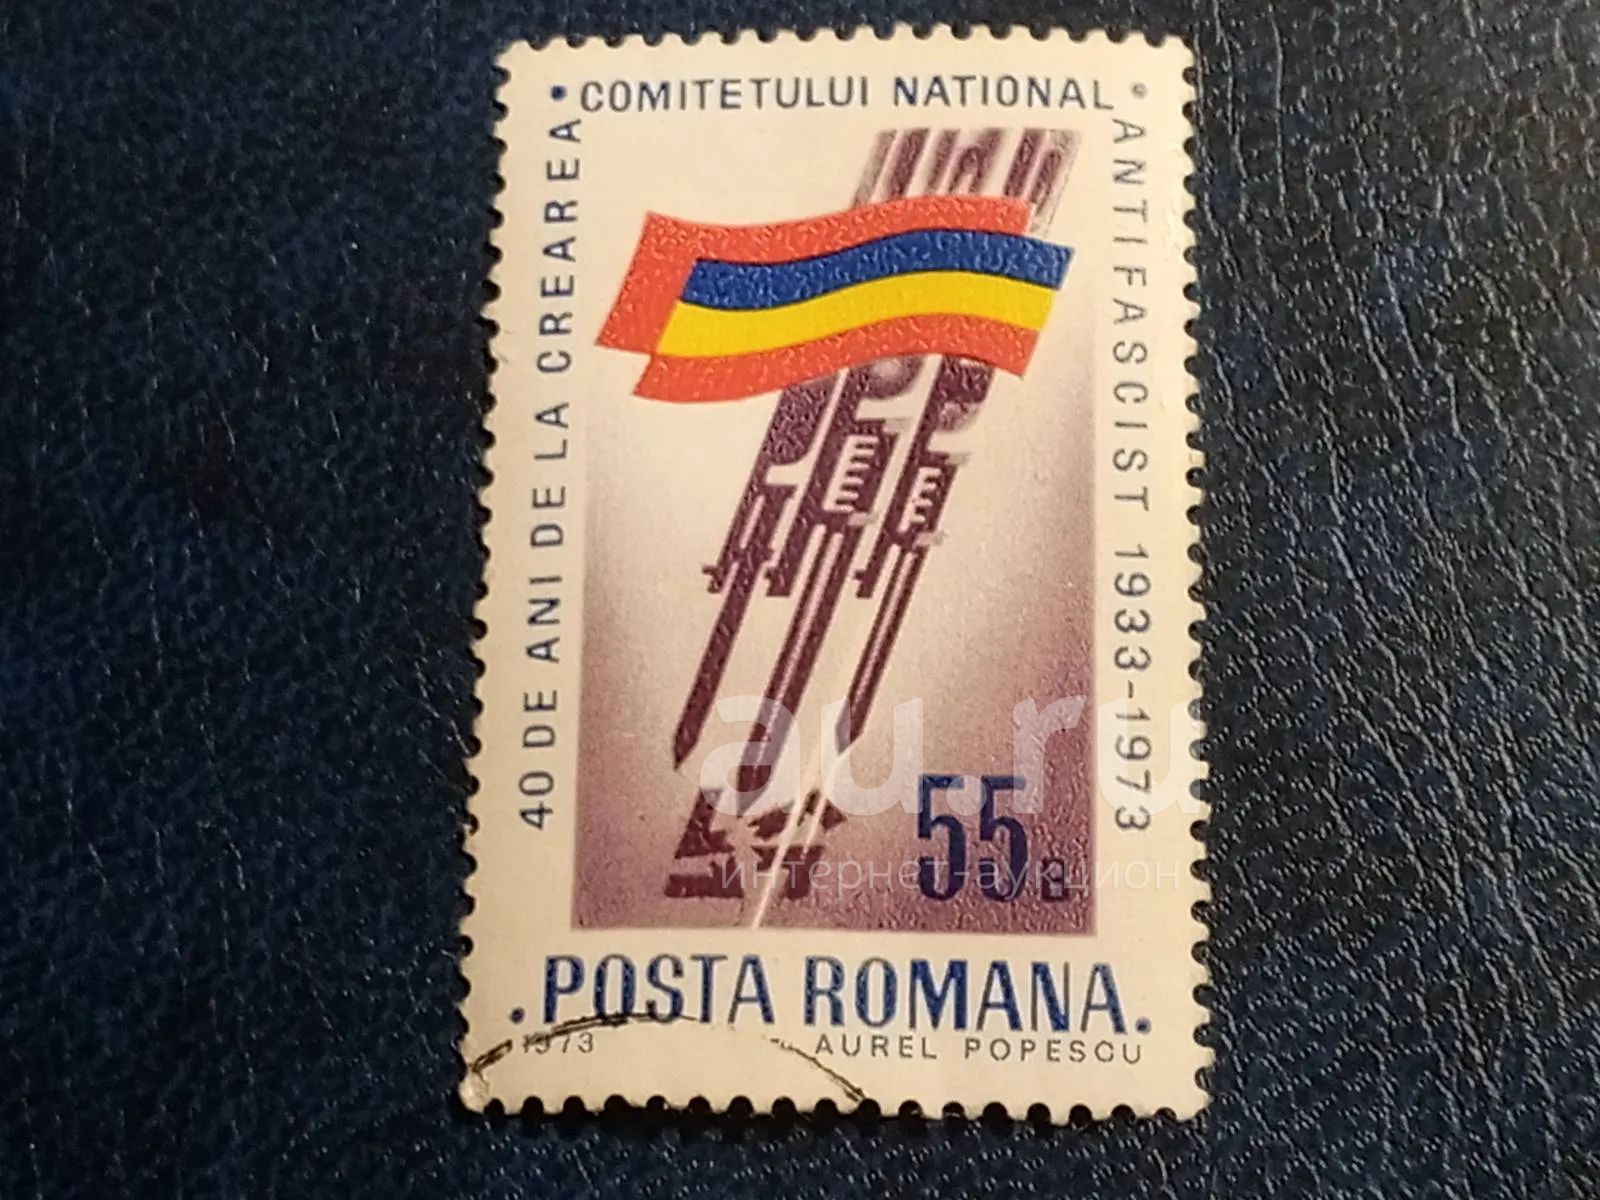 40 DE ANI DE LA CREAREA
• COMITETULUI NATIONAL •
ANTIFASCIST 1933-1973
55 B
.POSTA ROMANA.
1973
AUREL POPESCU
au.ru
интернет-аукцион